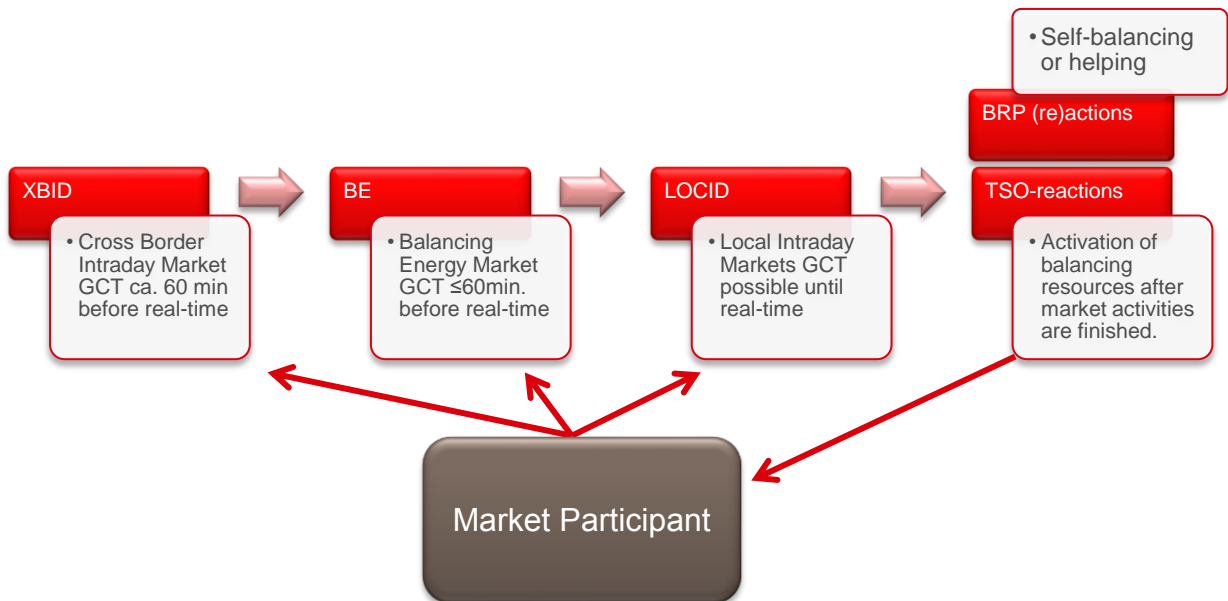 • Self-balancing
or helping
BRP (re)actions
XBID
BE
LOCID
TSO-reactions
• Cross Border
Intraday Market
GCT ca. 60 min
before real-time
• Balancing
Energy Market
GCT ≤60min.
before real-time
• Local Intraday
Markets GCT
possible until
real-time
• Activation of
balancing
resources after
market activities
are finished.
Market Participant